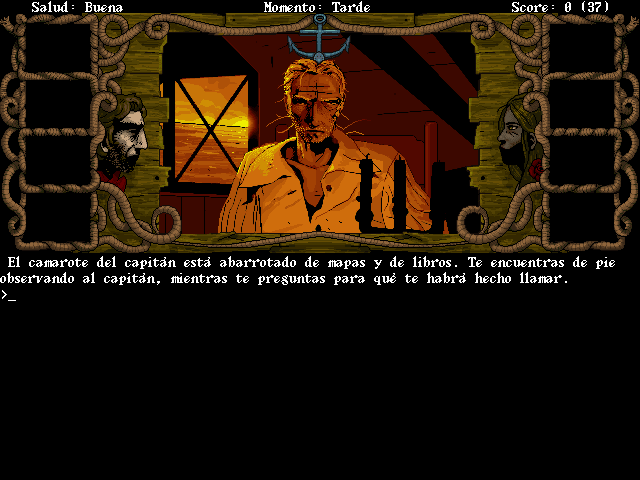 Salud: Buena Momento: Tarde Score: 0 (37)
El camarote del capitán está abarrotado de mapas y de libros. Te encuentras de pie
observando al capitán, mientras te preguntas para qué te habrá hecho llamar.
>_